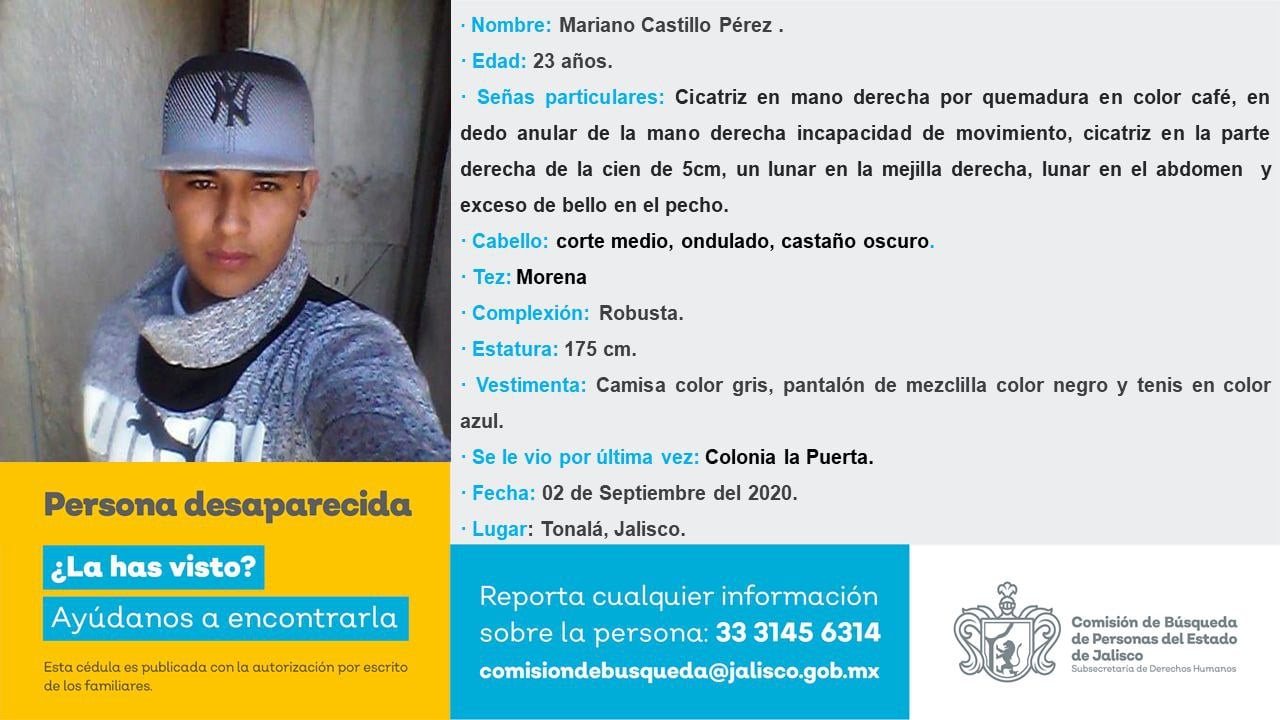 · Nombre: Mariano Castillo Pérez .
· Edad: 23 años.
· Señas particulares: Cicatriz en mano derecha por quemadura en color café, en
dedo anular de la mano derecha incapacidad de movimiento, cicatriz en la parte
derecha de la cien de 5cm, un lunar en la mejilla derecha, lunar en el abdomen y
exceso de bello en el pecho.
· Cabello: corte medio, ondulado, castaño oscuro.
· Tez: Morena
· Complexión: Robusta.
· Estatura: 175 cm.
· Vestimenta: Camisa color gris, pantalón de mezclilla color negro y tenis en color
azul.
· Se le vio por última vez: Colonia la Puerta.
· Fecha: 02 de Septiembre del 2020.
· Lugar: Tonalá, Jalisco.
NY
Persona desaparecida
¿La has visto?
Ayúdanos a encontrarla
Esta cédula es publicada con la autorización por escrito
de los familiares.
Reporta cualquier información
sobre la persona: 33 3145 6314
comisiondebusqueda@jalisco.gob.mx
Comisión de Búsqueda
de Personas del Estado
de Jalisco
Subsecretaría de Derechos Humanos